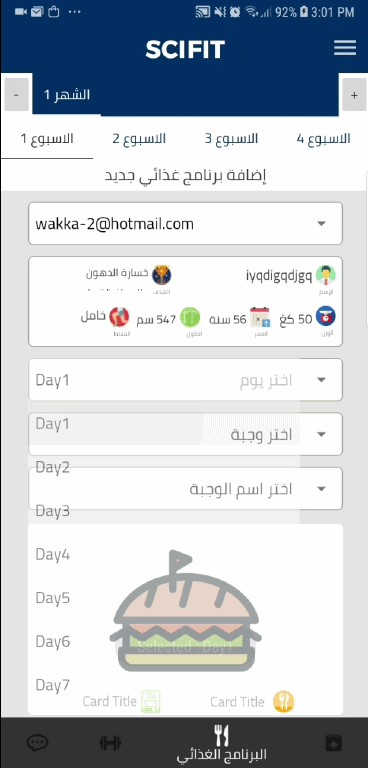 92% 3:01 PM
SCIFIT
- الشهر 1 +
الاسبوع 1 الاسبوع 2 الاسبوع 3 الاسبوع 4
إضافة برنامج غذائي جديد
wakka-2@hotmail.com
iyqdigqdjgq خسارة الدهون
الإسم الهدف
50 كغ 56 سنة 547 سم خامل
الوزن العمر الطول النشاط
Day1 اختر يوم
Day1 اختر وجبة
Day2
اختر اسم الوجبة
Day3
Day4
Day5
Day6
Selected : Day1
Day7
Card Title Card Title
البرنامج الغذائي